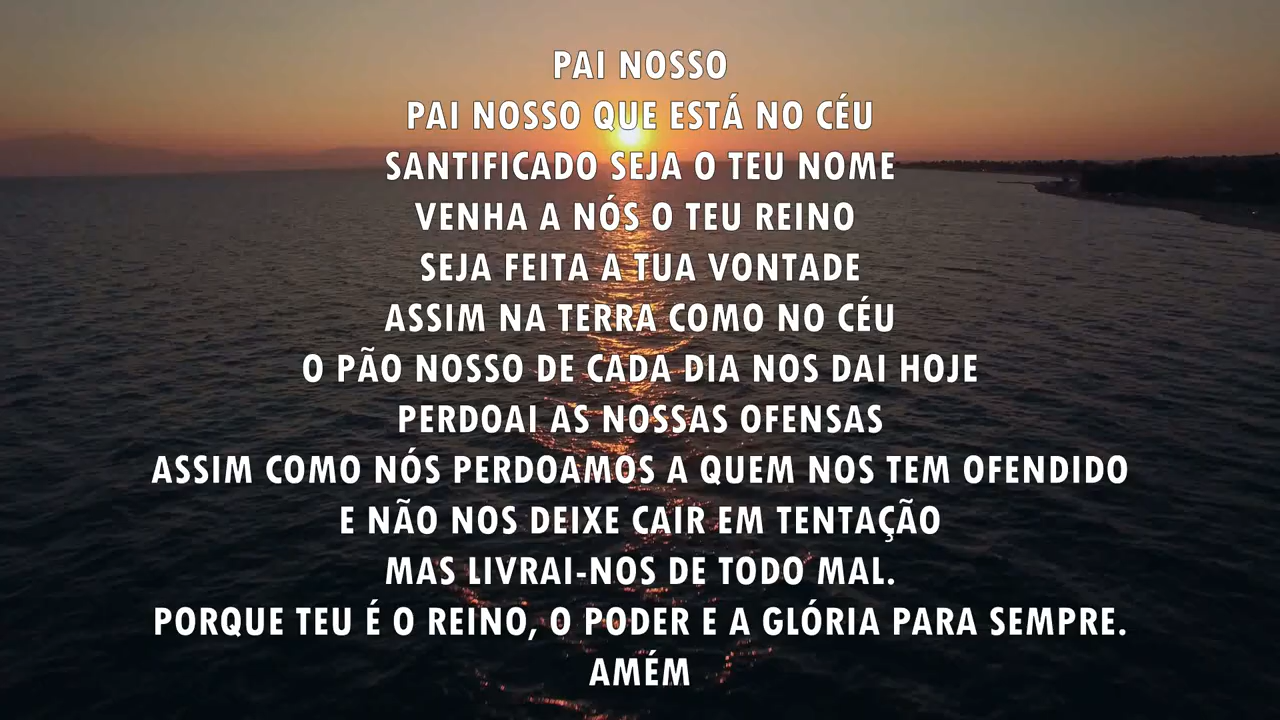 PAI NOSSO
PAI NOSSO QUE ESTÁ NO CÉU
SANTIFICADO SEJA O TEU NOME
VENHA A NÓS O TEU REINO
SEJA FEITA A TUA VONTADE
ASSIM NA TERRA COMO NO CÉU
O PÃO NOSSO DE CADA DIA NOS DAI HOJE
PERDOAI AS NOSSAS OFENSAS
ASSIM COMO NÓS PERDOAMOS A QUEM NOS TEM OFENDIDO
E NÃO NOS DEIXE CAIR EM TENTAÇÃO
MAS LIVRAI-NOS DE TODO MAL.
PORQUE TEU É O REINO, O PODER E A GLÓRIA PARA SEMPRE.
AMÉM